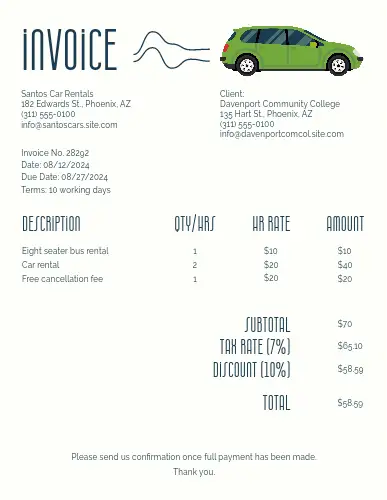 INVOICE
Santos Car Rentals
182 Edwards St., Phoenix, AZ
(311) 555-0100
info@santoscars.site.com
Client:
Davenport Community College
135 Hart St., Phoenix, AZ
(311) 555-0100
info@davenportcomcol.site.com
Invoice No. 28292
Date: 08/12/2024
Due Date: 08/27/2024
Terms: 10 working days
DESCRIPTION QTY/HRS HR RATE AMOUNT
Eight seater bus rental 1 $10 $10
Car rental 2 $20 $40
Free cancellation fee 1 $20 $20
SUBTOTAL $70
TAX RATE (7%) $65.10
DISCOUNT (10%) $58.59
TOTAL $58.59
Please send us confirmation once full payment has been made.
Thank you.